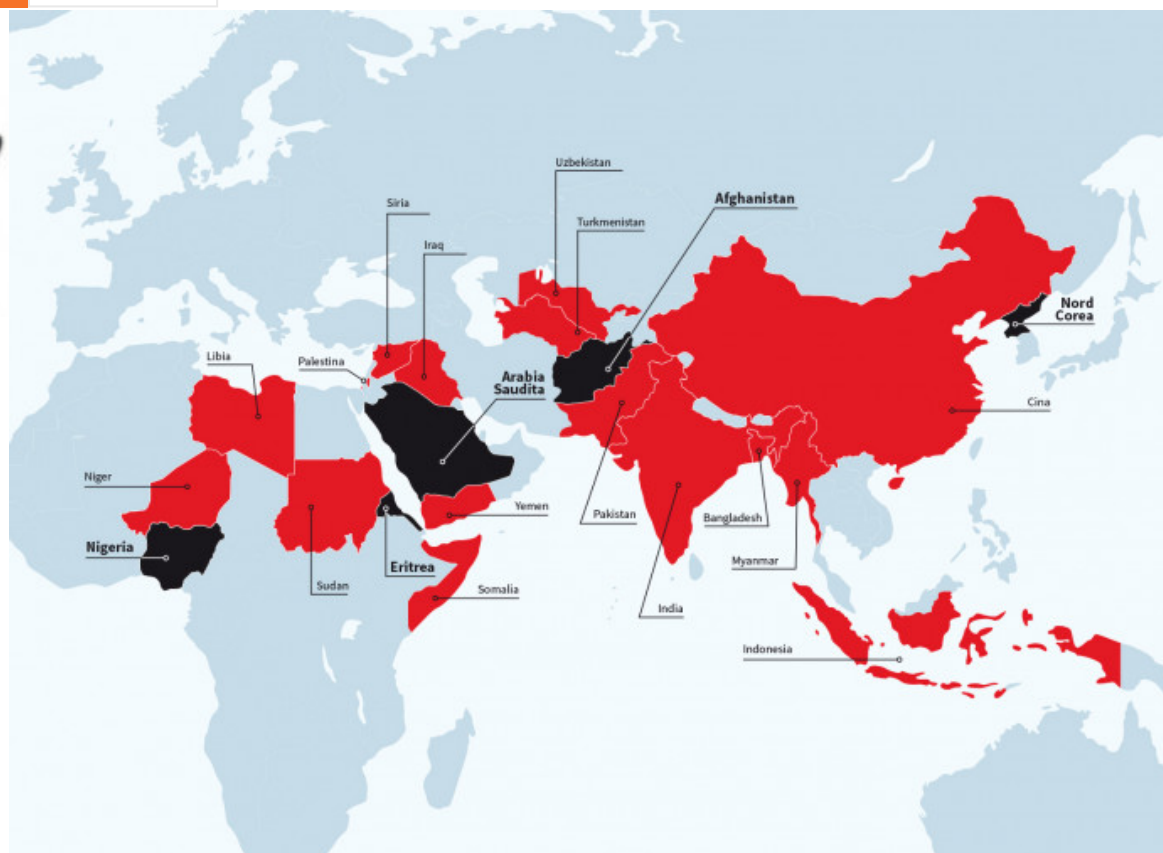 Uzbekistan
Afghanistan
Siria
Turkmenistan
Iraq
Nord
Corea
Libia
Palestina
Arabia
Saudita
Cina
Niger
Yemen
Pakistan
Bangladesh
Nigeria
Myanmar
Eritrea
Sudan
Somalia
India
Indonesia